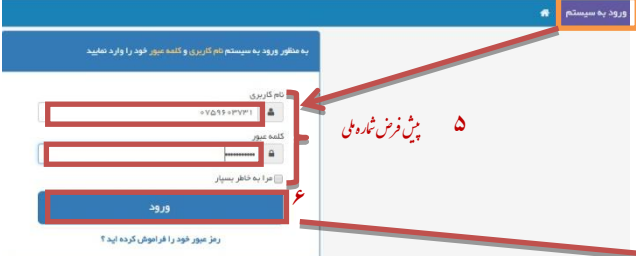 ورود به سیستم
به منظور ورود به سیستم نام کاربری و کلمه عبور خود را وارد نمایید
نام کاربری
۰۷۵۹۶۰۳۷۳۱
۵ پیش فرض شماره ملی
کلمه عبور
مرا به خاطر بسپار
۶
ورود
رمز عبور خود را فراموش کرده اید ؟